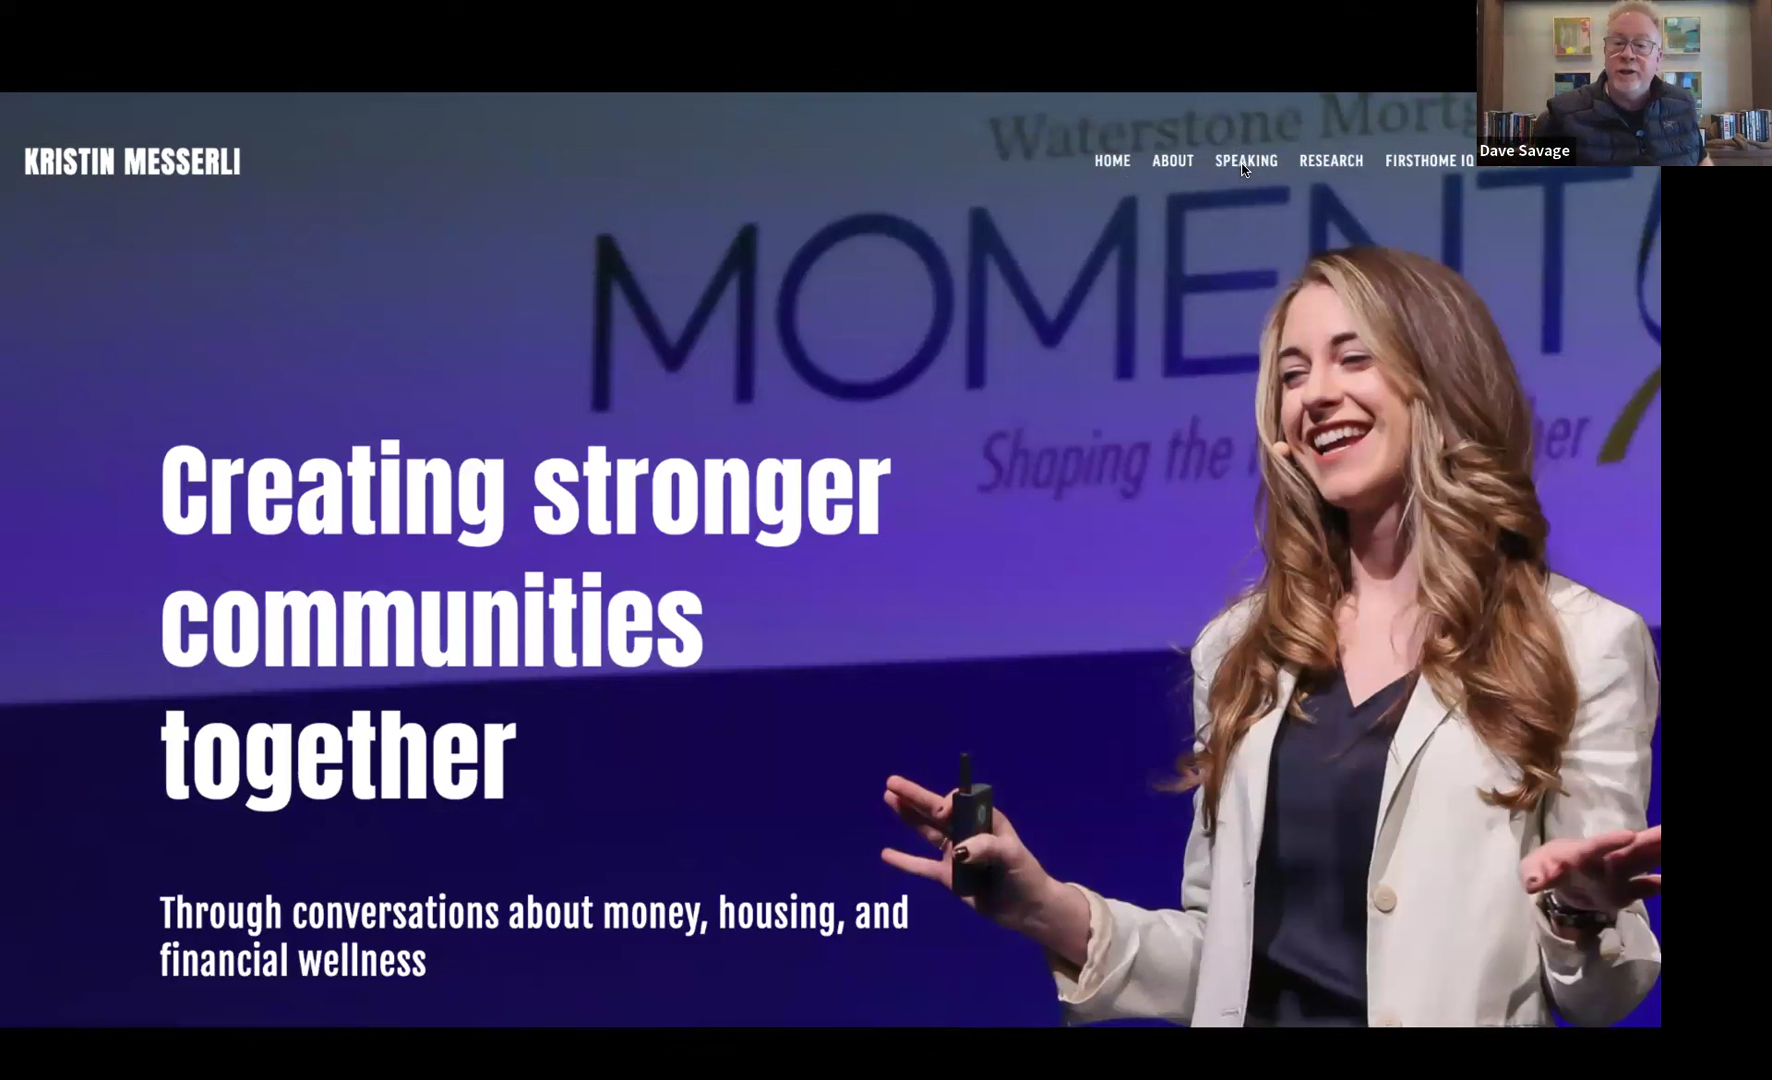 Waterstone Mortg
KRISTIN MESSERLI
HOME ABOUT SPEAKING RESEARCH FIRSTHOME IQ
Dave Savage
MOMENT
Shaping the
Creating stronger
communities
together
Through conversations about money, housing, and
financial wellness